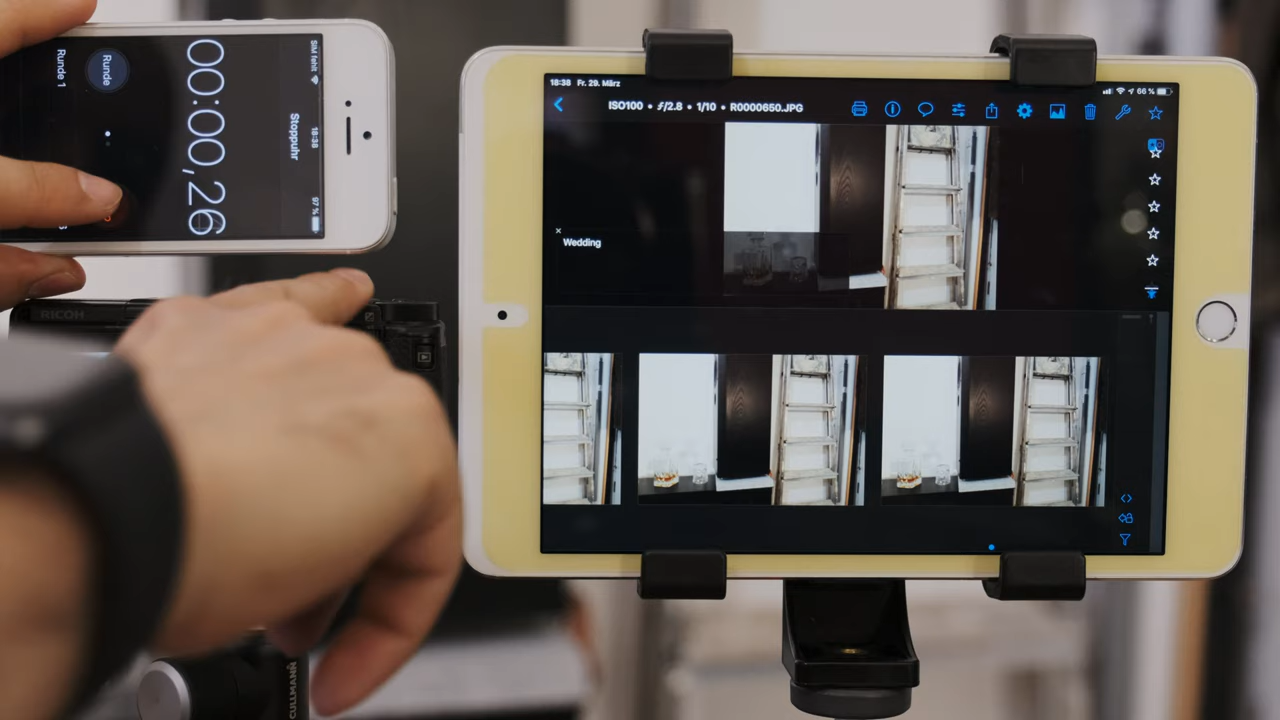 SIM fehlt
18:38
97 %
Stoppuhr
00:00,26
Runde
Runde 1
RICOH
CULLMANN
18:38 Fr. 29. März
66 %
ISO100 • ƒ/2.8 • 1/10 • R0000650.JPG
Wedding